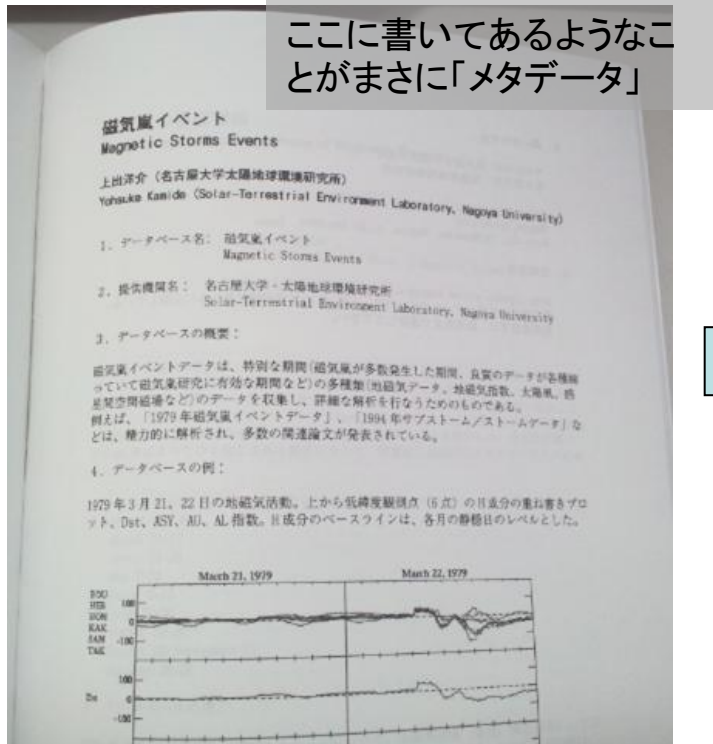 ここに書いてあるようなこ
とがまさに「メタデータ」
磁気嵐イベント
Magnetic Storms Events
上出洋介（名古屋大学太陽地球環境研究所）
Yohsuke Kamide (Solar-Terrestrial Environment Laboratory, Nagoya University)
1. データベース名： 磁気嵐イベント
Magnetic Storms Events
2. 提供機関名： 名古屋大学・太陽地球環境研究所
Solar-Terrestrial Environment Laboratory, Nagoya University
3. データベースの概要：
磁気嵐イベントデータは、特別な期間(磁気嵐が多数発生した期間、良質のデータが各種揃
っていて磁気嵐研究に有効な期間など)の多種類(地磁気データ、地磁気指数、太陽風、惑
星間空間磁場など)のデータを収集し、詳細な解析を行なうためのものである。
例えば、「1979年磁気嵐イベントデータ」、「1994年サブストーム／ストームデータ」な
どは、精力的に解析され、多数の関連論文が発表されている。
4. データベースの例：
1979年3月21、22日の地磁気活動。上から低緯度観測点（6点）のH成分の重ね書きプロ
ット、Dst、ASY、AU、AL指数。H成分のベースラインは、各月の静穏日のレベルとした。
March 21, 1979 March 22, 1979
HER 100
HON 0
KAK
SAM -100
100
Ds 0
-100